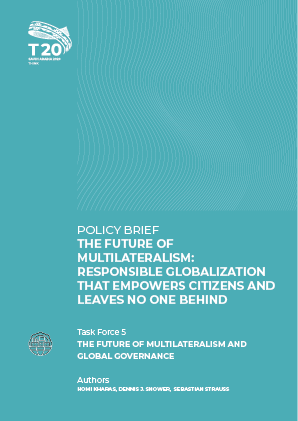 T20
SAUDI ARABIA 2020
THINK
POLICY BRIEF
THE FUTURE OF
MULTILATERALISM:
RESPONSIBLE GLOBALIZATION
THAT EMPOWERS CITIZENS AND
LEAVES NO ONE BEHIND
Task Force 5
THE FUTURE OF MULTILATERALISM AND
GLOBAL GOVERNANCE
Authors
HOMI KHARAS, DENNIS J. SNOWER, SEBASTIAN STRAUSS